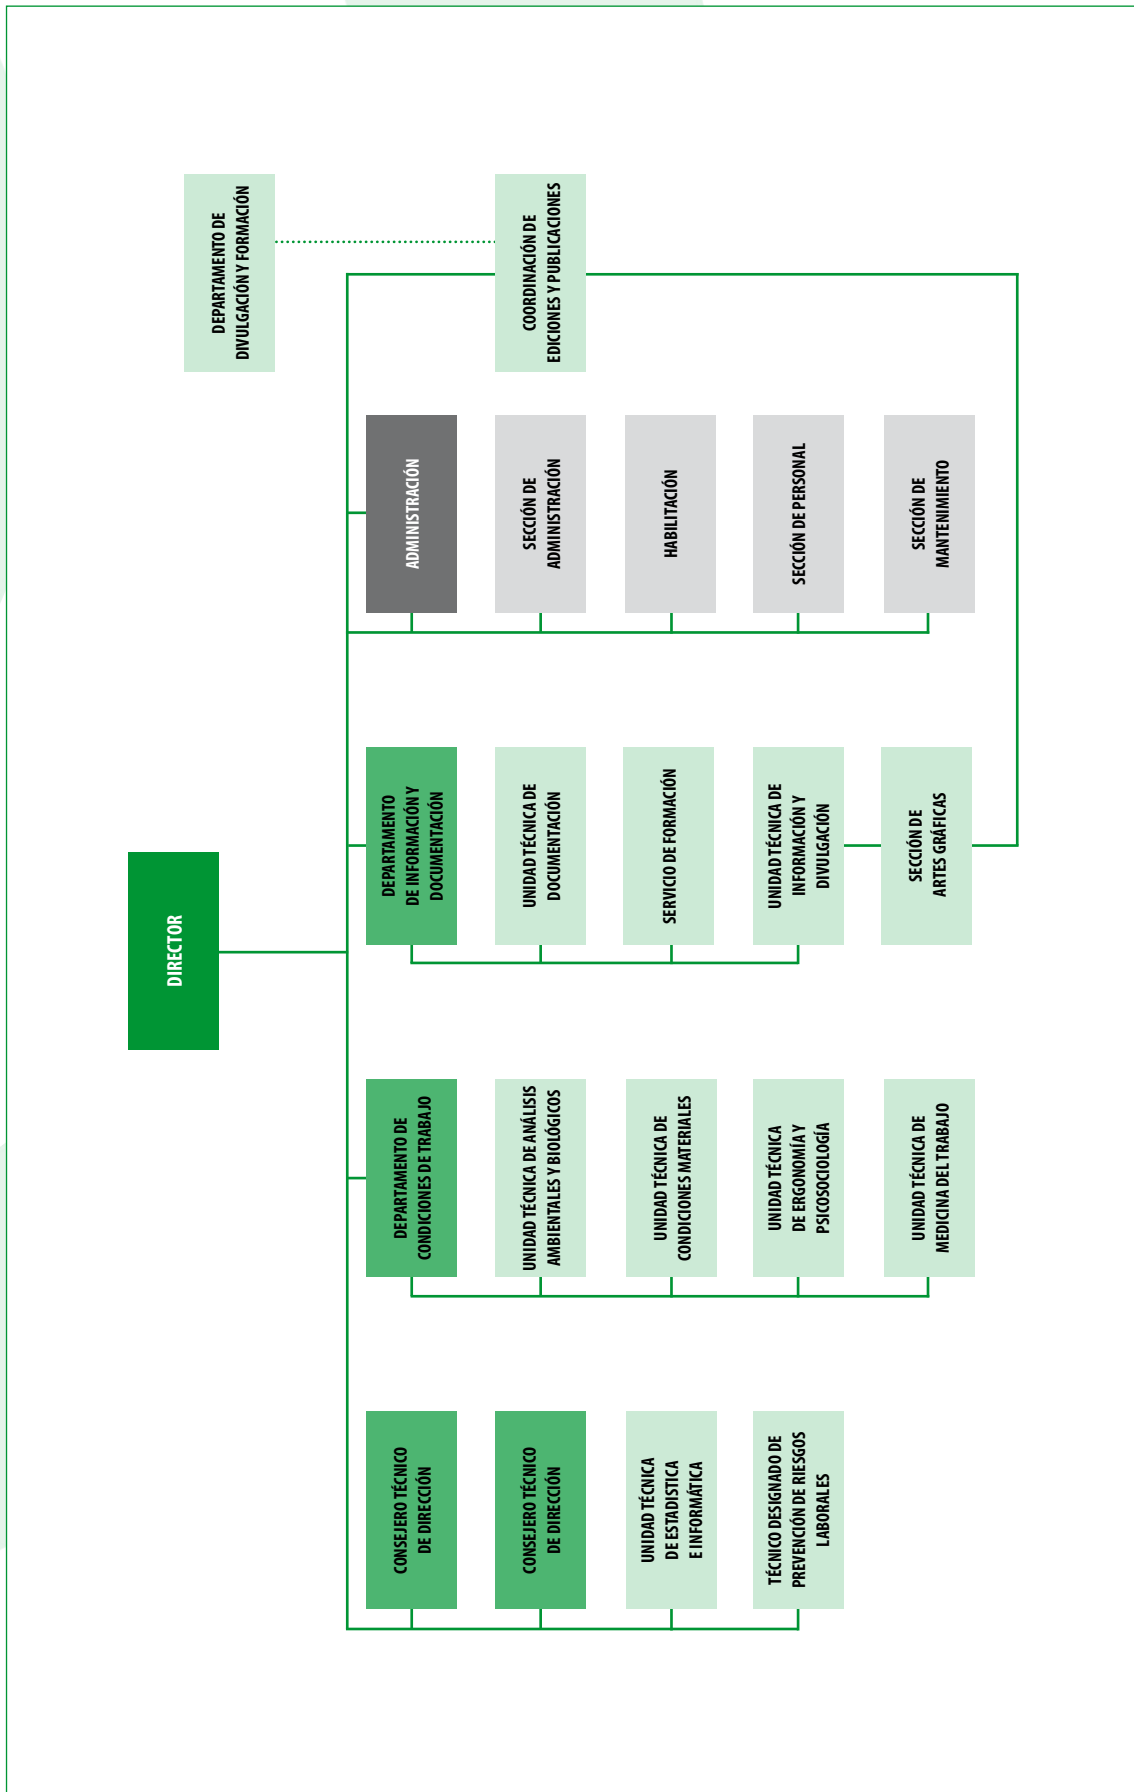 DIRECTOR
CONSEJERO TÉCNICO
DE DIRECCIÓN
CONSEJERO TÉCNICO
DE DIRECCIÓN
UNIDAD TÉCNICA
DE ESTADISTICA
E INFORMÁTICA
TÉCNICO DESIGNADO DE
PREVENCIÓN DE RIESGOS
LABORALES
DEPARTAMENTO DE
CONDICIONES DE TRABAJO
UNIDAD TÉCNICA DE ANÁLISIS
AMBIENTALES Y BIOLÓGICOS
UNIDAD TÉCNICA DE
CONDICIONES MATERIALES
UNIDAD TÉCNICA
DE ERGONOMÍA Y
PSICOSOCIOLOGÍA
UNIDAD TÉCNICA DE
MEDICINA DEL TRABAJO
DEPARTAMENTO
DE INFORMACIÓN Y
DOCUMENTACIÓN
UNIDAD TÉCNICA DE
DOCUMENTACIÓN
SERVICIO DE FORMACIÓN
UNIDAD TÉCNICA DE
INFORMACIÓN Y
DIVULGACIÓN
SECCIÓN DE
ARTES GRÁFICAS
ADMINISTRACIÓN
SECCIÓN DE
ADMINISTRACIÓN
HABILITACIÓN
SECCIÓN DE PERSONAL
SECCIÓN DE
MANTENIMIENTO
DEPARTAMENTO DE
DIVULGACIÓN Y FORMACIÓN
COORDINACIÓN DE
EDICIONES Y PUBLICACIONES